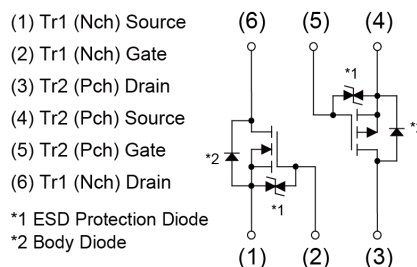 (1) Tr1 (Nch) Source
(2) Tr1 (Nch) Gate
(3) Tr2 (Pch) Drain
(4) Tr2 (Pch) Source
(5) Tr2 (Pch) Gate
(6) Tr1 (Nch) Drain
*1 ESD Protection Diode
*2 Body Diode
(6) (5) (4)
*1
*2
*2
*1
(1) (2) (3)